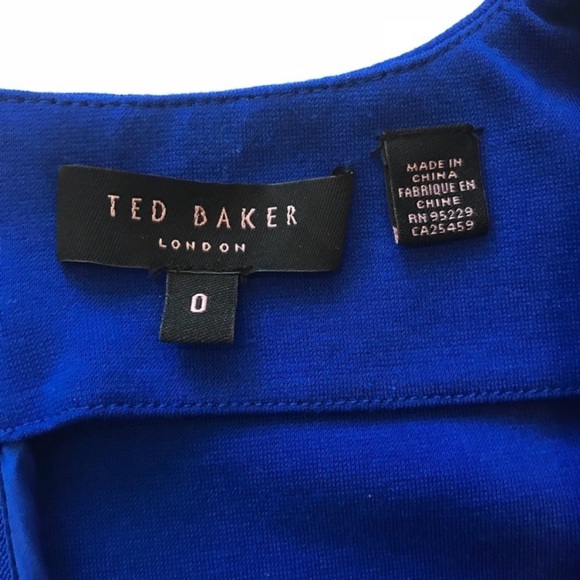 TED BAKER
LONDON
0
MADE IN
CHINA
FABRIQUE EN
CHINE
RN 95229
CA25459